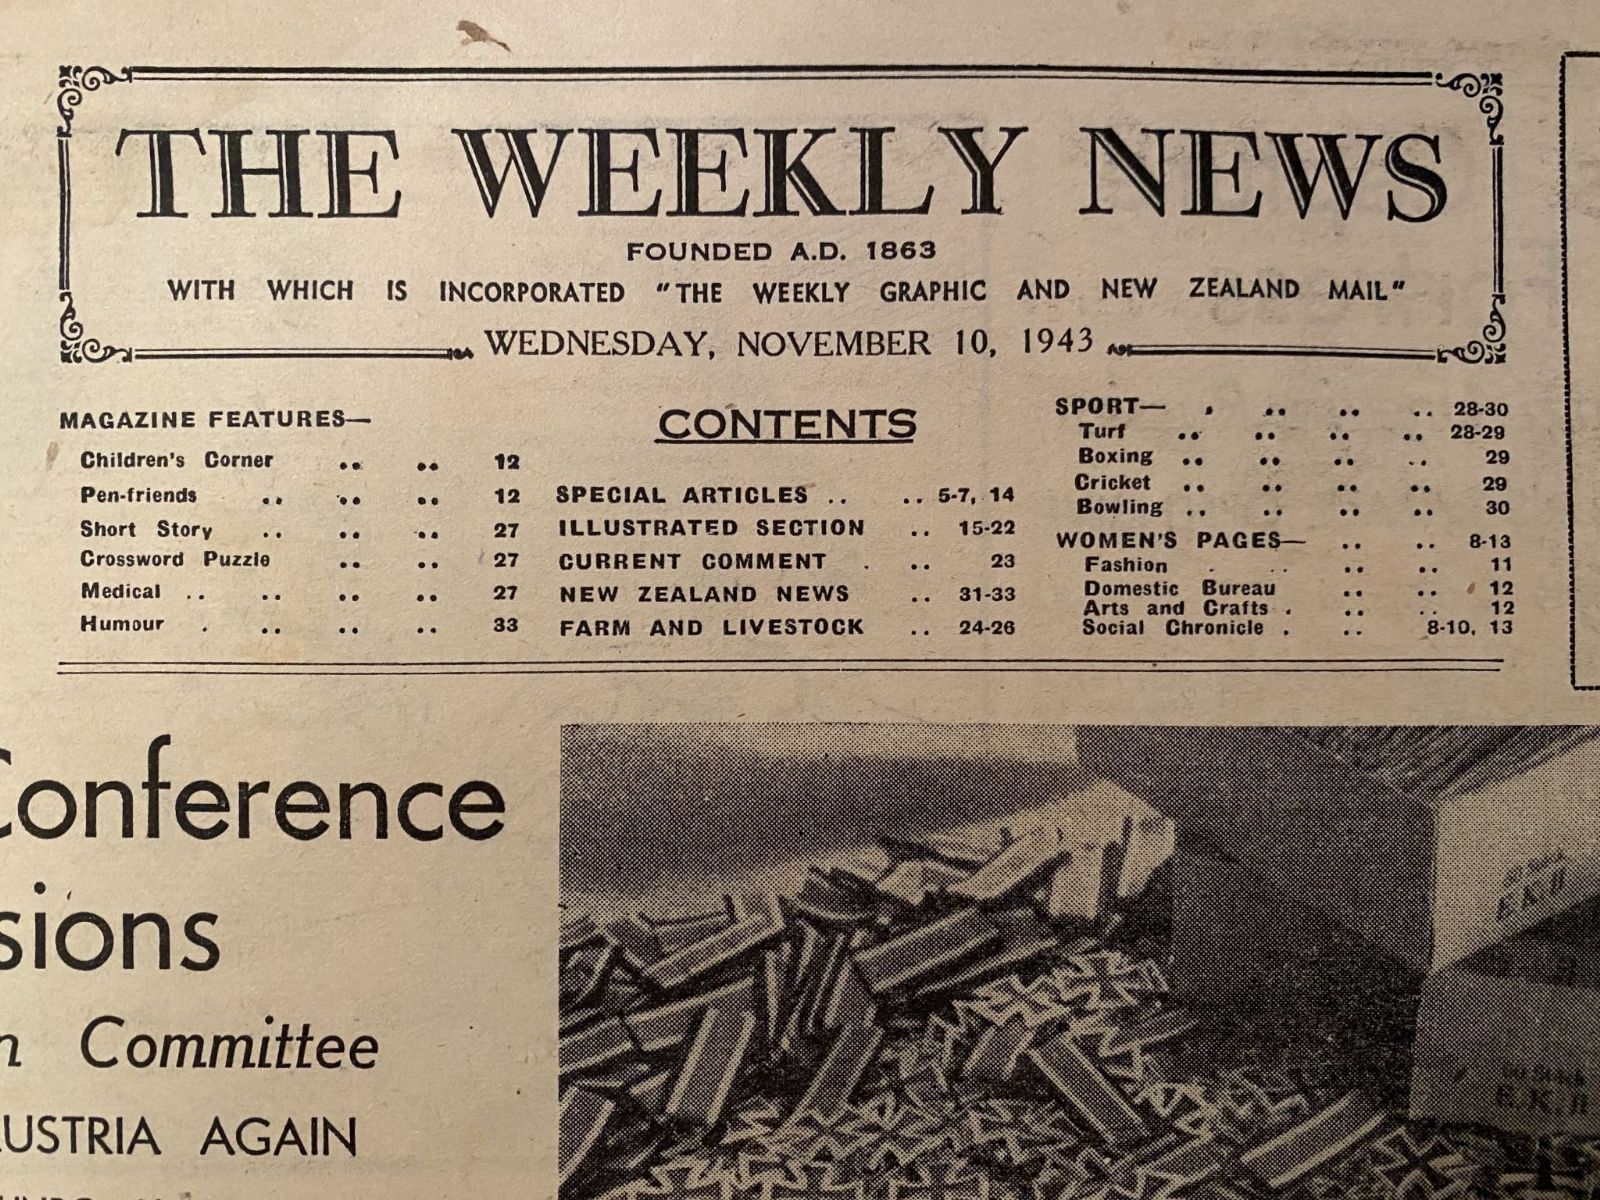 THE WEEKLY NEWS
FOUNDED A.D. 1863
WITH WHICH IS INCORPORATED "THE WEEKLY GRAPHIC AND NEW ZEALAND MAIL"
WEDNESDAY, NOVEMBER 10, 1943
MAGAZINE FEATURES—
Children's Corner .. .. 12
Pen-friends .. .. .. 12
Short Story .. .. .. 27
Crossword Puzzle .. .. 27
Medical .. .. .. .. 27
Humour . .. .. .. 33
CONTENTS
SPECIAL ARTICLES .. .. 5-7, 14
ILLUSTRATED SECTION .. 15-22
CURRENT COMMENT . .. 23
NEW ZEALAND NEWS .. 31-33
FARM AND LIVESTOCK .. 24-26
SPORT— . .. .. .. 28-30
Turf .. .. .. .. 28-29
Boxing .. .. .. .. 29
Cricket .. .. .. .. 29
Bowling .. .. .. .. 30
WOMEN'S PAGES— .. .. 8-13
Fashion . .. .. .. 11
Domestic Bureau .. .. 12
Arts and Crafts . .. .. 12
Social Chronicle . .. 8-10, 13
Conference
sions
n Committee
USTRIA AGAIN
E.K. II
E.K. II